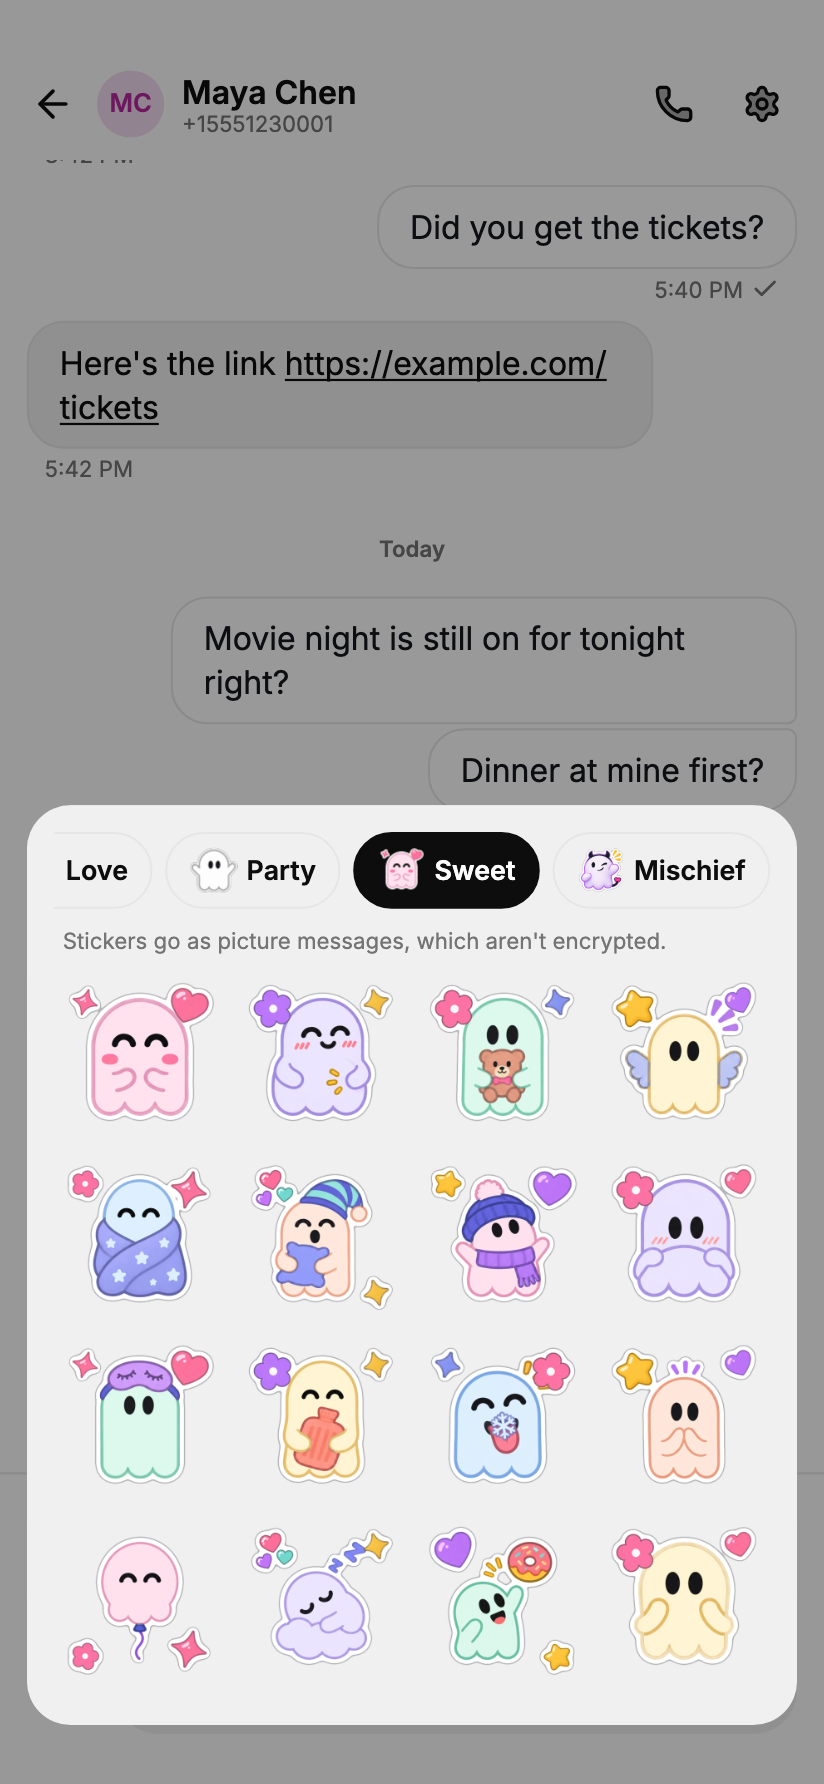 MC
Maya Chen
+15551230001
Did you get the tickets?
5:40 PM
Here's the link https://example.com/
tickets
5:42 PM
Today
Movie night is still on for tonight
right?
Dinner at mine first?
Love
Party
Sweet
Mischief
Stickers go as picture messages, which aren't encrypted.